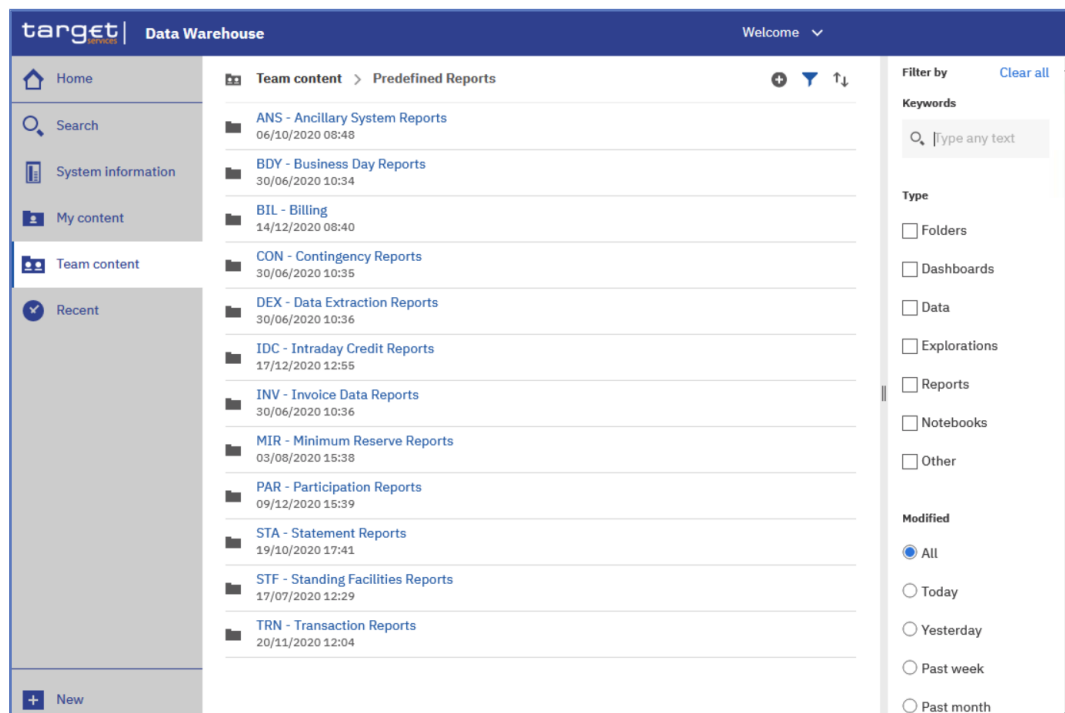 target services | Data Warehouse
Welcome
Home
Search
System information
My content
Team content
Recent
New
Team content > Predefined Reports
ANS - Ancillary System Reports
06/10/2020 08:48
BDY - Business Day Reports
30/06/2020 10:34
BIL - Billing
14/12/2020 08:40
CON - Contingency Reports
30/06/2020 10:35
DEX - Data Extraction Reports
30/06/2020 10:36
IDC - Intraday Credit Reports
17/12/2020 12:55
INV - Invoice Data Reports
30/06/2020 10:36
MIR - Minimum Reserve Reports
03/08/2020 15:38
PAR - Participation Reports
09/12/2020 15:39
STA - Statement Reports
19/10/2020 17:41
STF - Standing Facilities Reports
17/07/2020 12:29
TRN - Transaction Reports
20/11/2020 12:04
Filter by Clear all
Keywords
Type any text
Type
Folders
Dashboards
Data
Explorations
Reports
Notebooks
Other
Modified
All
Today
Yesterday
Past week
Past month